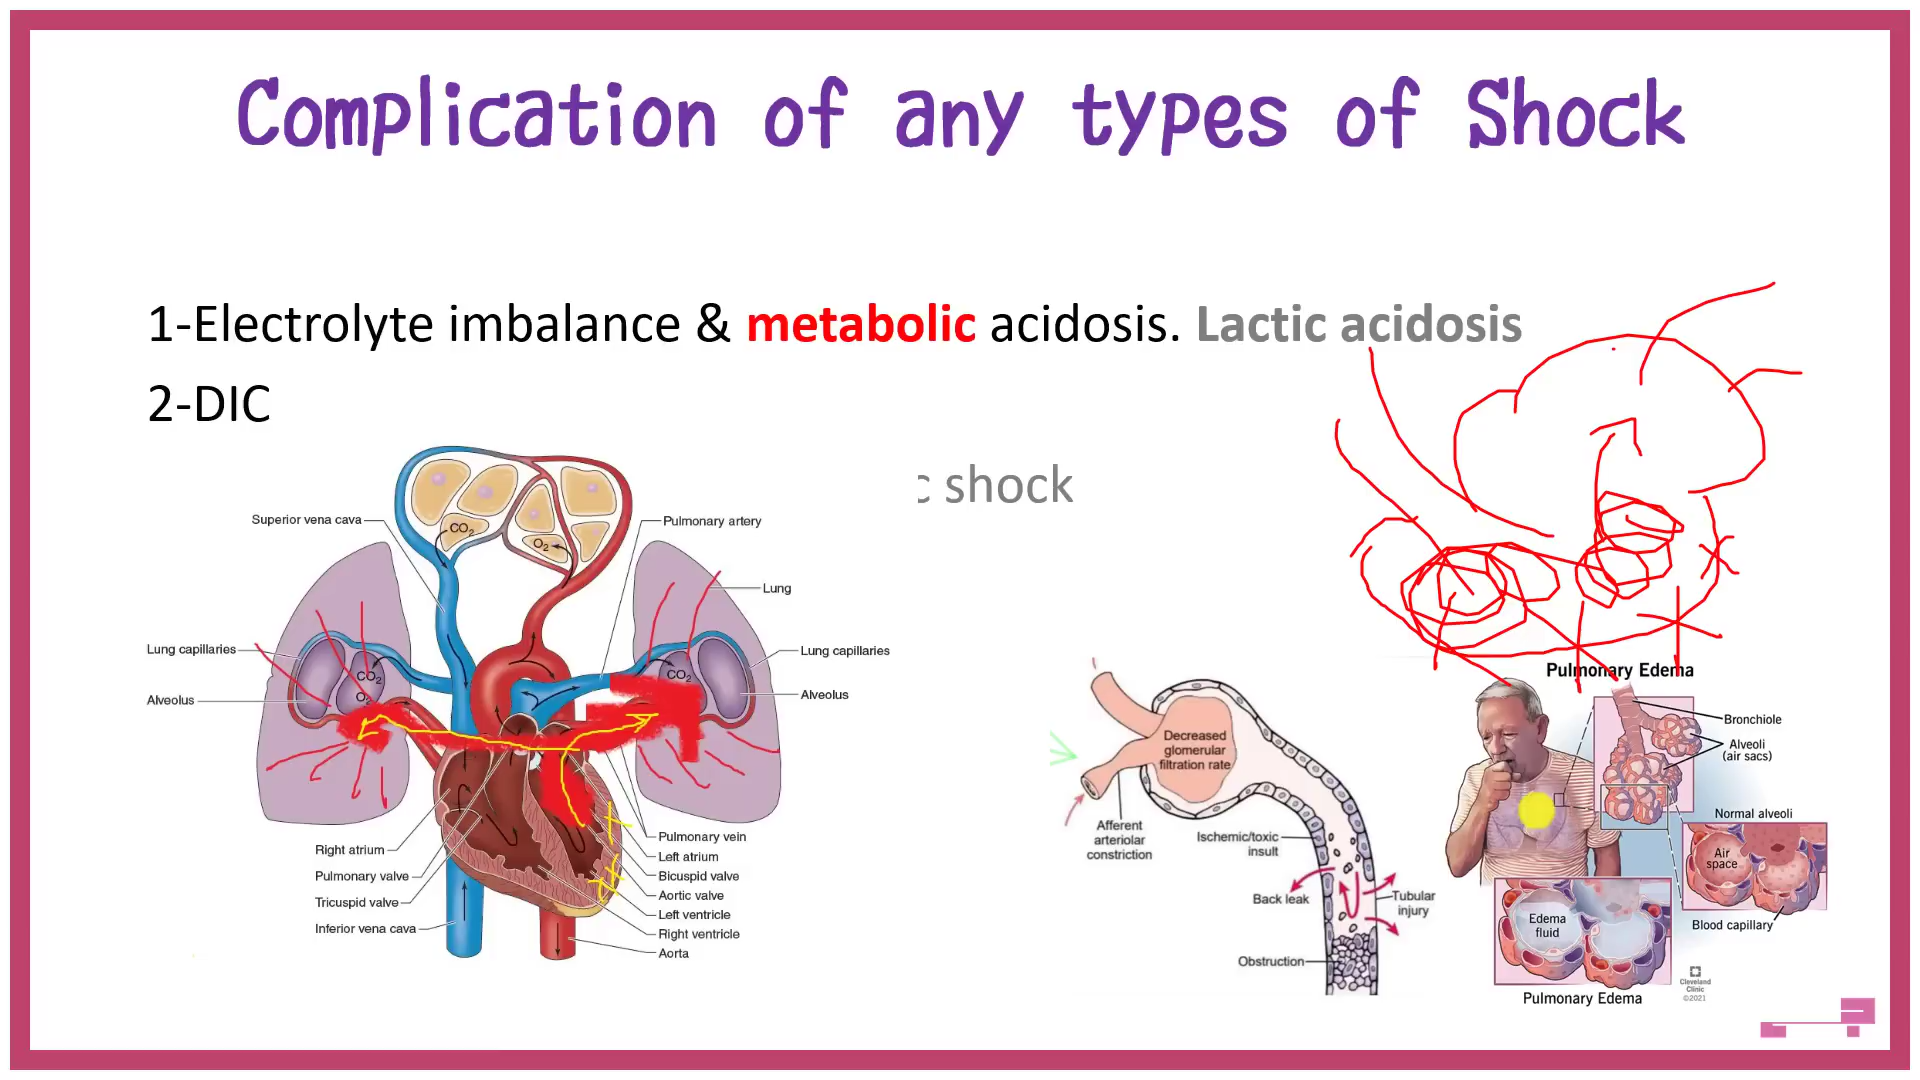 Complication of any types of Shock
1-Electrolyte imbalance & metabolic acidosis. Lactic acidosis
2-DIC
c shock
Superior vena cava
CO2
O2
Pulmonary artery
Lung
Lung capillaries
Alveolus
CO2
O2
CO2
Lung capillaries
Alveolus
Right atrium
Pulmonary valve
Tricuspid valve
Inferior vena cava
Pulmonary vein
Left atrium
Bicuspid valve
Aortic valve
Left ventricle
Right ventricle
Aorta
Decreased
glomerular
filtration rate
Afferent
arteriolar
constriction
Ischemic/toxic
insult
Back leak
Tubular
injury
Obstruction
Pulmonary Edema
Bronchiole
Alveoli
(air sacs)
Normal alveoli
Air
space
Blood capillary
Edema
fluid
Pulmonary Edema
Cleveland
Clinic
©2021